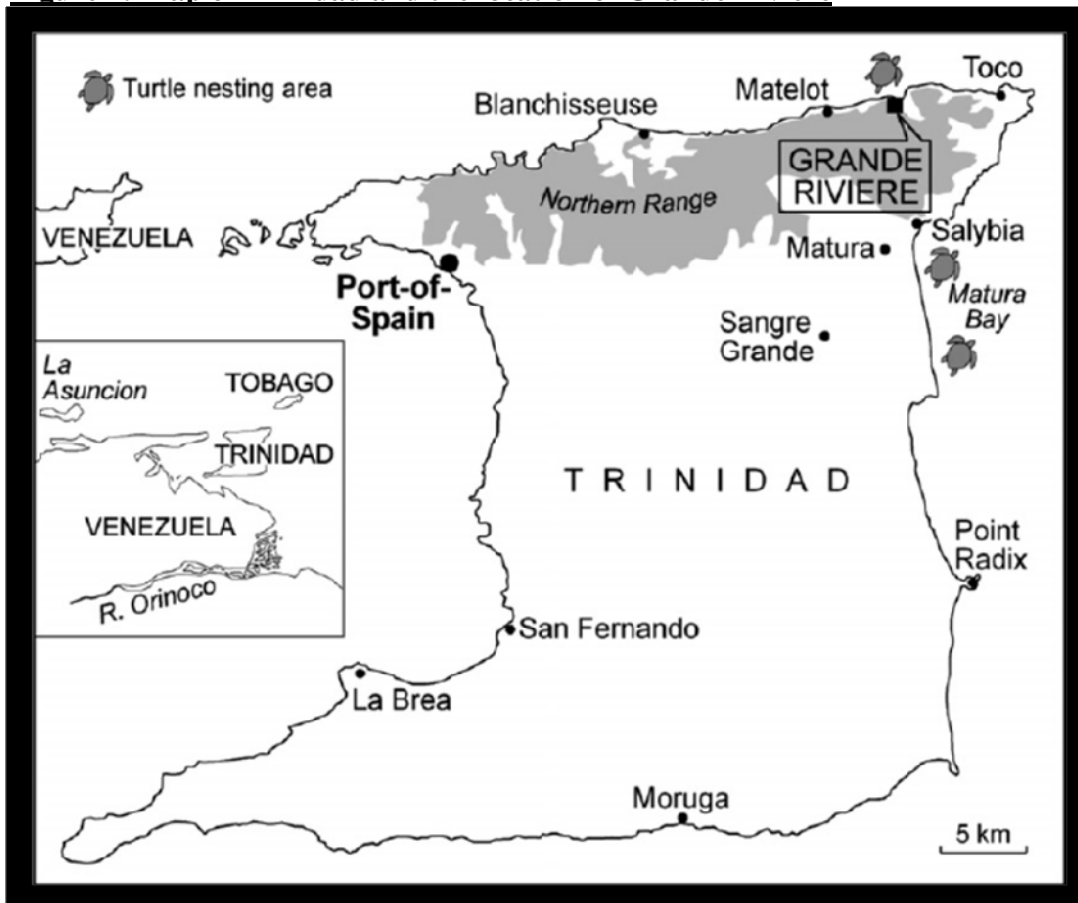 Turtle nesting area
Blanchisseuse
Matelot
Toco
GRANDE
RIVIERE
Northern Range
VENEZUELA
Salybia
Matura
Port-of-
Spain
Matura
Bay
Sangre
Grande
La
Asuncion
TOBAGO
TRINIDAD
VENEZUELA
R. Orinoco
TRINIDAD
Point
Radix
San Fernando
La Brea
Moruga
5 km